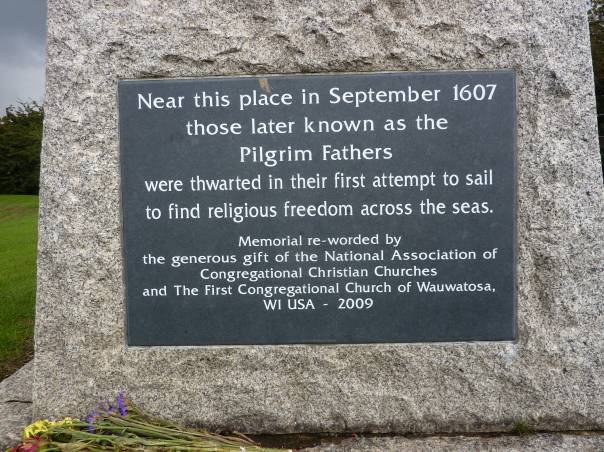 Near this place in September 1607
those later known as the
Pilgrim Fathers
were thwarted in their first attempt to sail
to find religious freedom across the seas.
Memorial re-worded by
the generous gift of the National Association of
Congregational Christian Churches
and The First Congregational Church of Wauwatosa,
WI USA - 2009